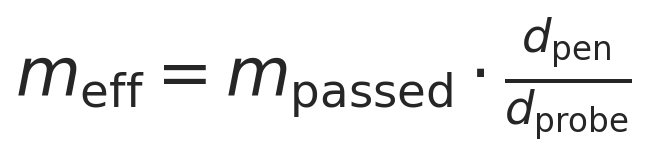 m_eff = m_passed · d_pen / d_probe